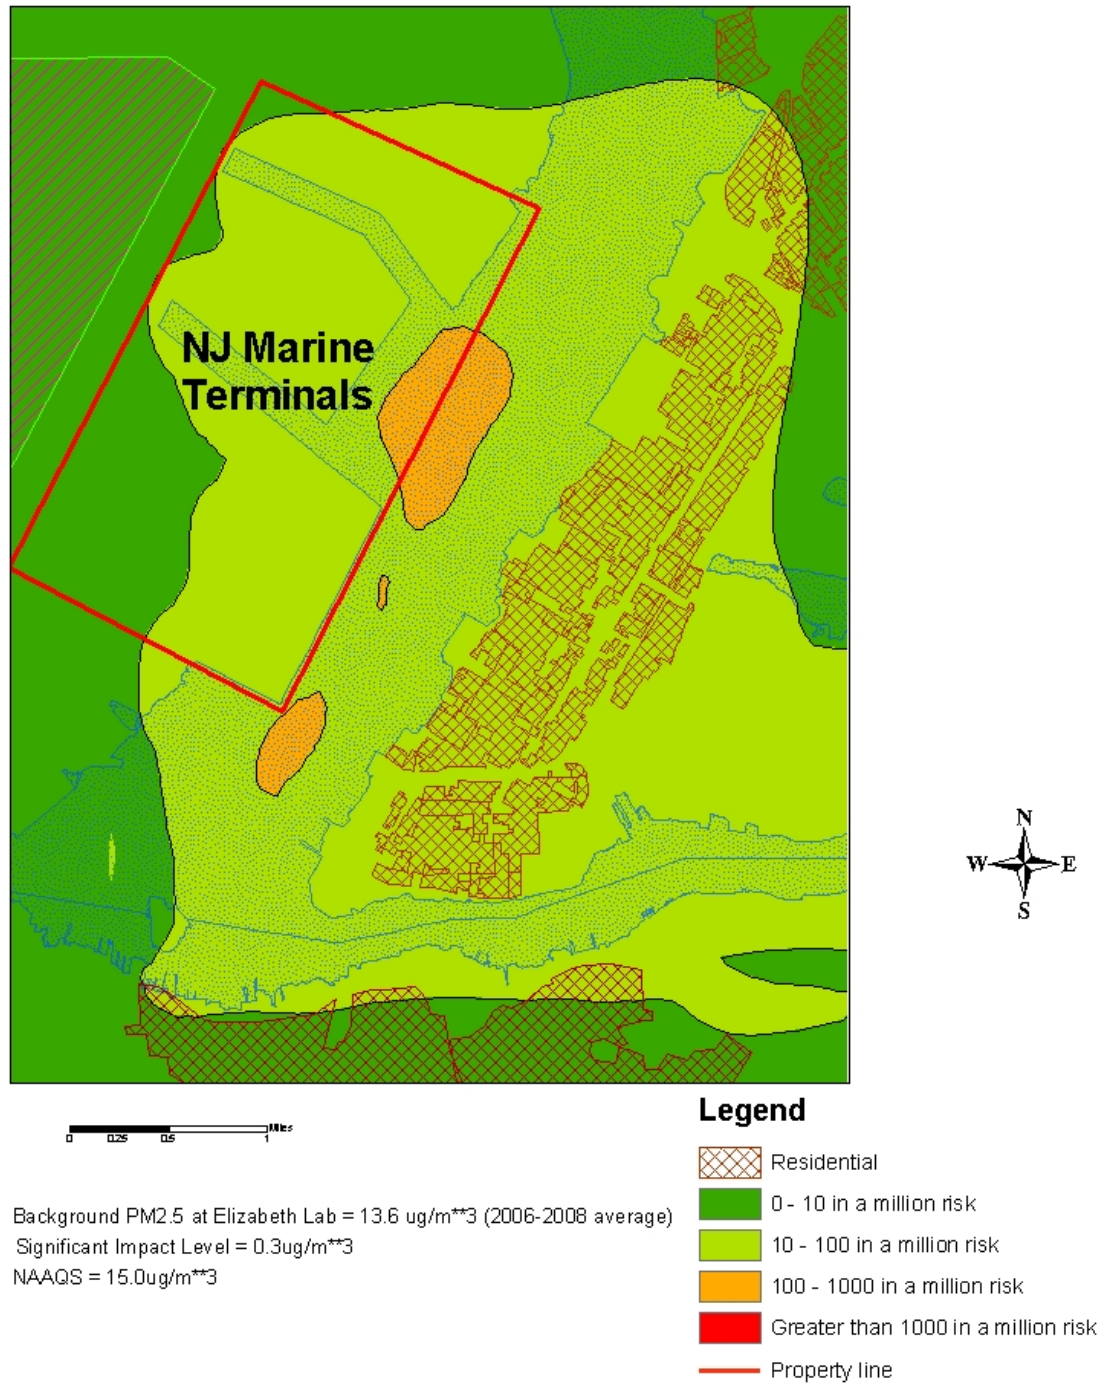 NJ Marine
Terminals
N
W E
S
Miles
0 0.25 0.5 1
Legend
Residential
0 - 10 in a million risk
10 - 100 in a million risk
100 - 1000 in a million risk
Greater than 1000 in a million risk
Property line
Background PM2.5 at Elizabeth Lab = 13.6 ug/m**3 (2006-2008 average)
Significant Impact Level = 0.3ug/m**3
NAAQS = 15.0ug/m**3